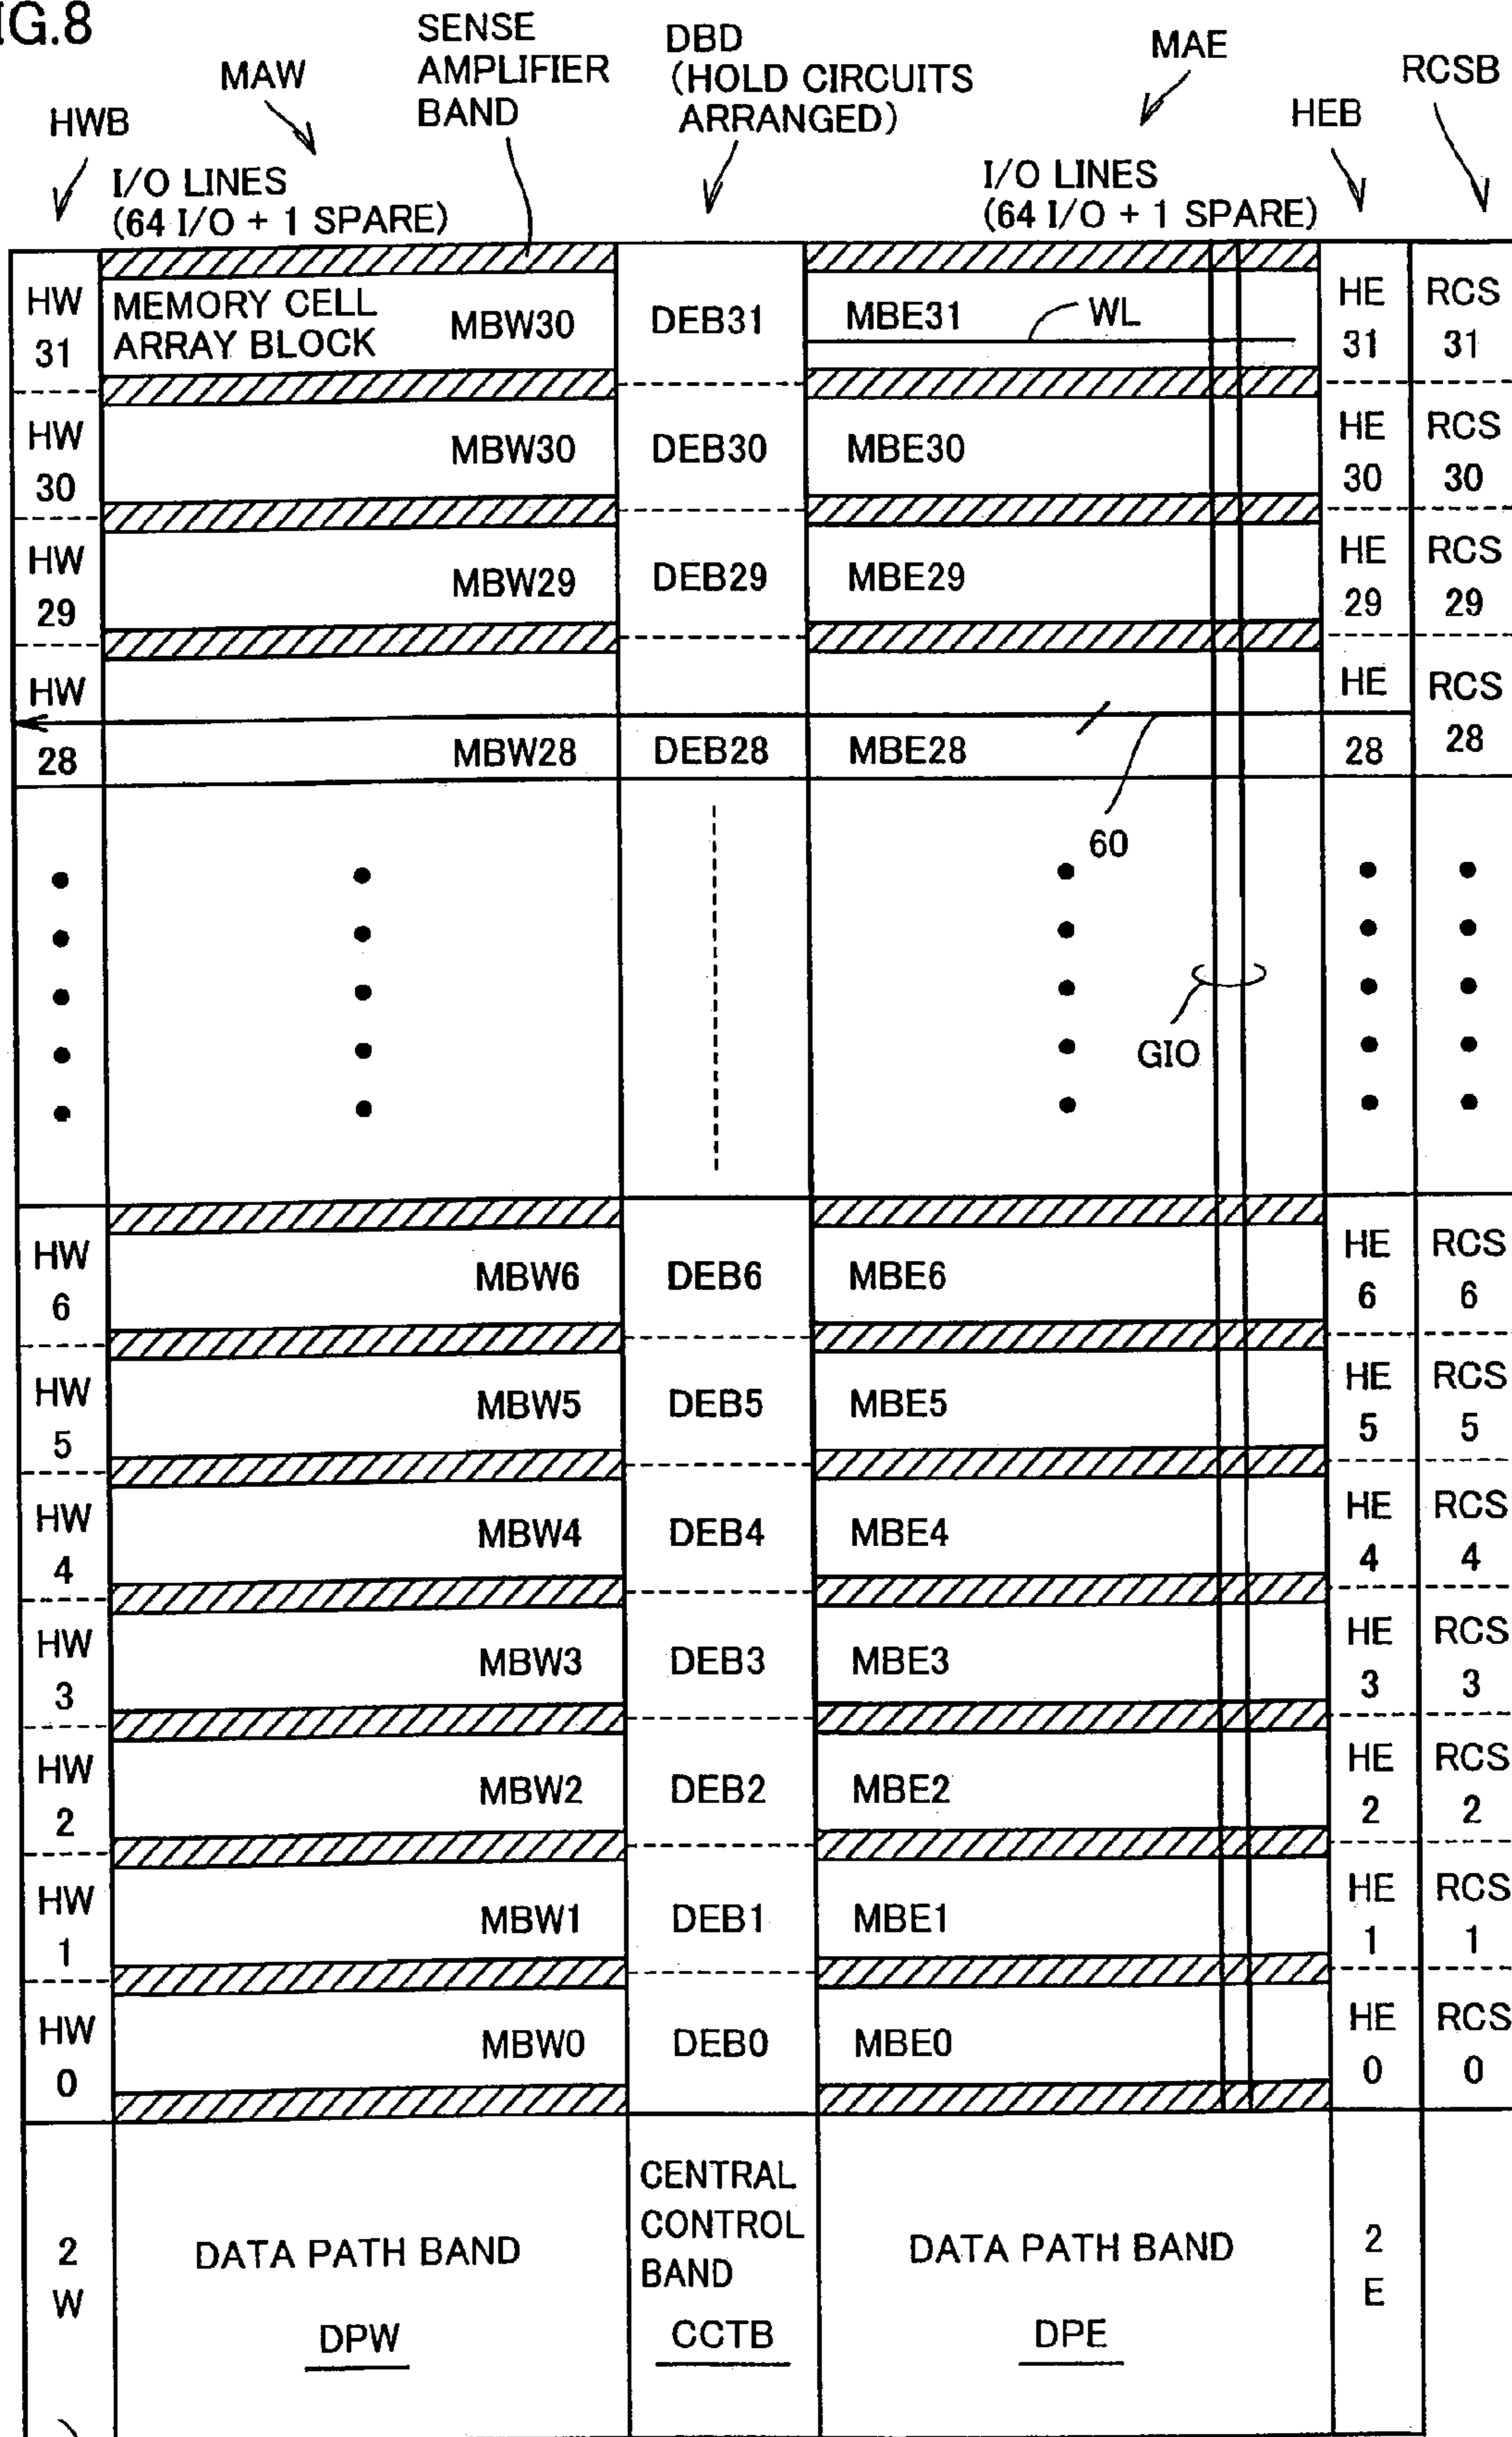 IG.8
SENSE
AMPLIFIER
BAND
DBD
(HOLD CIRCUITS
ARRANGED)
MAW
MAE
HWB
HEB
RCSB
I/O LINES
(64 I/O + 1 SPARE)
I/O LINES
(64 I/O + 1 SPARE)
HW
31
MEMORY CELL
ARRAY BLOCK
MBW30
DEB31
MBE31
WL
HE
31
RCS
31
HW
30
MBW30
DEB30
MBE30
HE
30
RCS
30
HW
29
MBW29
DEB29
MBE29
HE
29
RCS
29
HW
28
MBW28
DEB28
MBE28
HE
28
RCS
28
60
GIO
HW
6
MBW6
DEB6
MBE6
HE
6
RCS
6
HW
5
MBW5
DEB5
MBE5
HE
5
RCS
5
HW
4
MBW4
DEB4
MBE4
HE
4
RCS
4
HW
3
MBW3
DEB3
MBE3
HE
3
RCS
3
HW
2
MBW2
DEB2
MBE2
HE
2
RCS
2
HW
1
MBW1
DEB1
MBE1
HE
1
RCS
1
HW
0
MBW0
DEB0
MBE0
HE
0
RCS
0
2
W
DATA PATH BAND
DPW
CENTRAL
CONTROL
BAND
CCTB
DATA PATH BAND
DPE
2
E